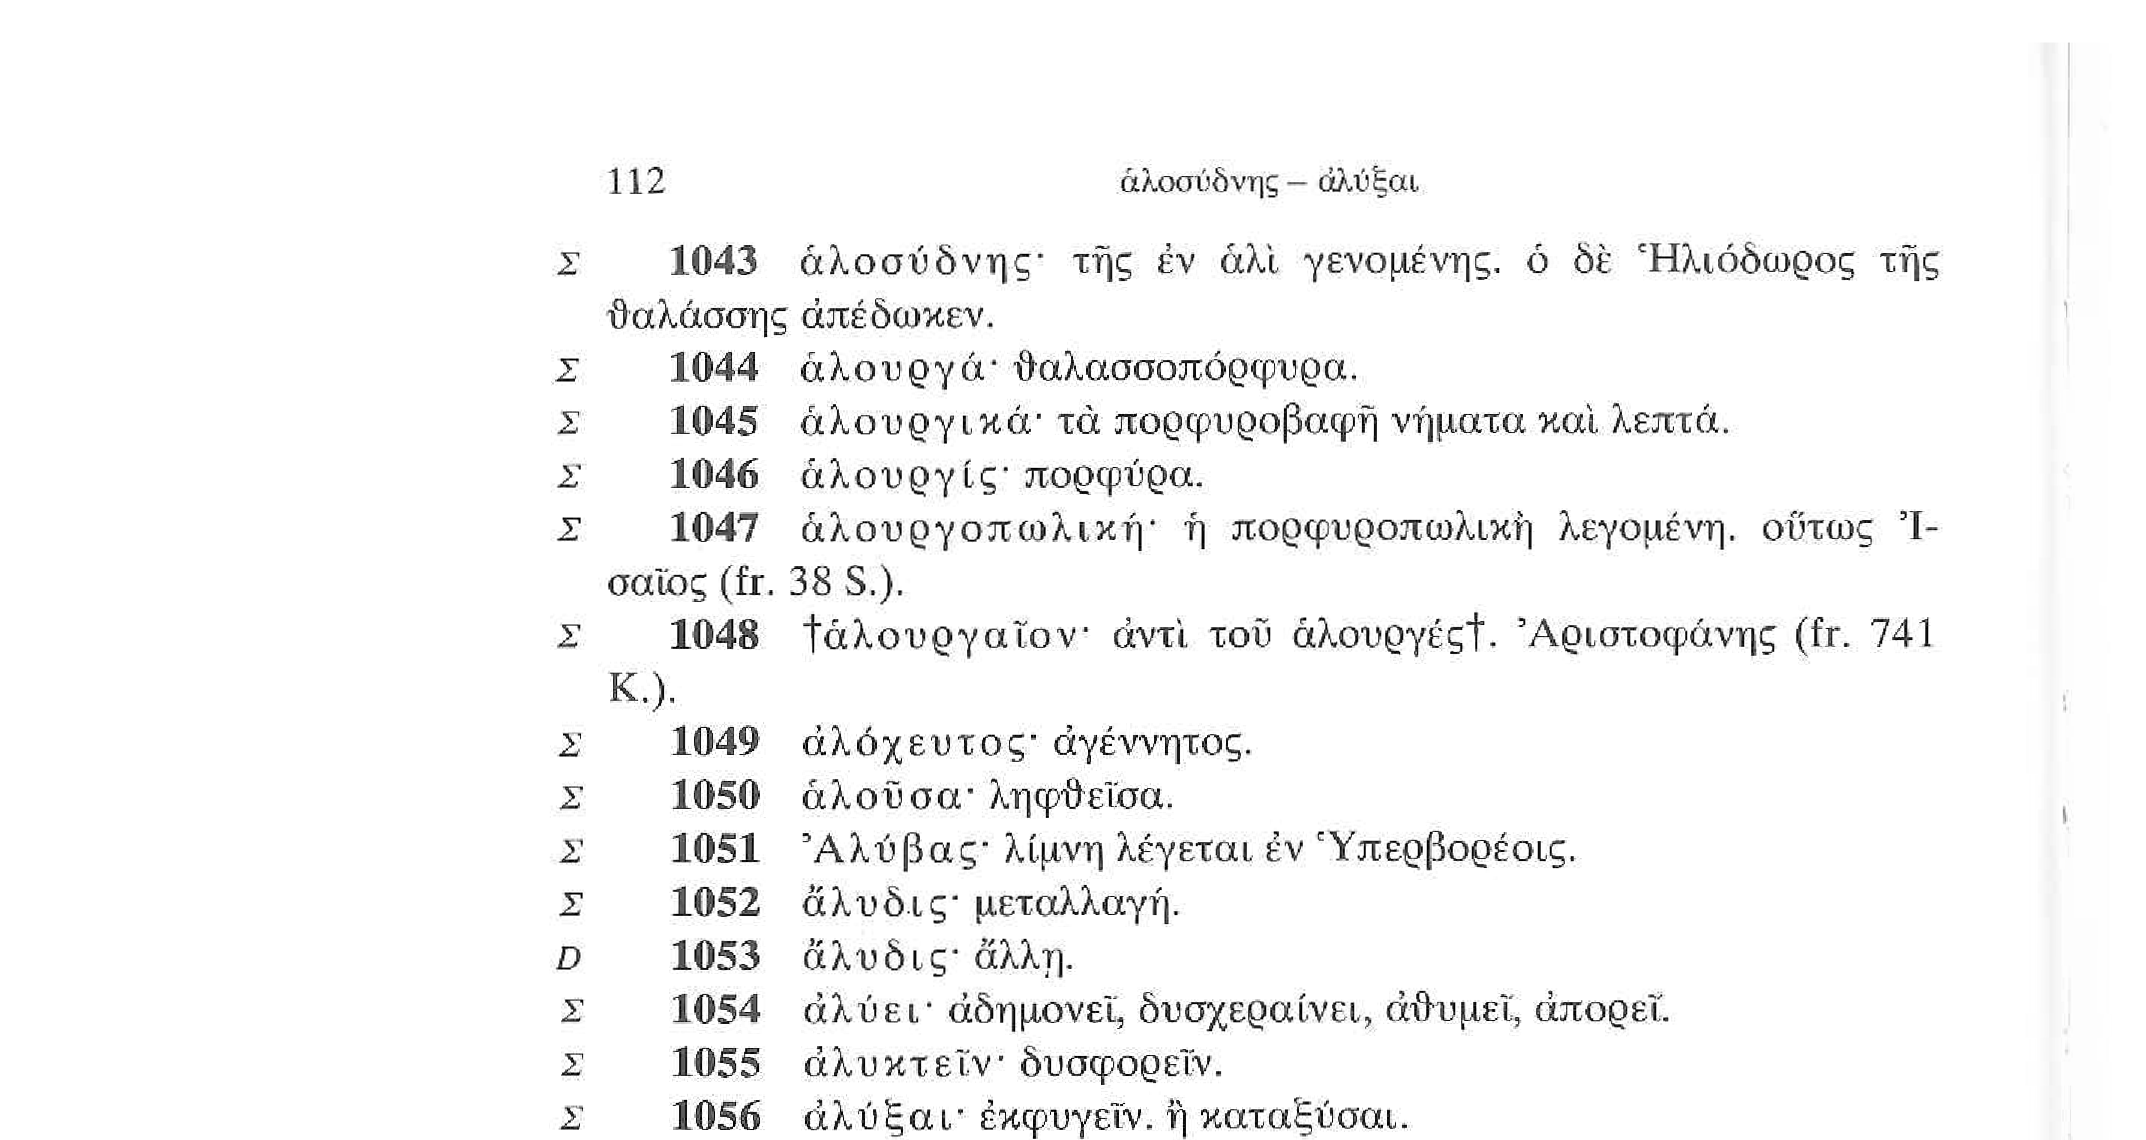 112 ἁλοσύδνης – ἀλύξαι
Σ 1043 ἁλοσύδνης· τῆς ἐν ἁλὶ γενομένης. ὁ δὲ Ἡλιόδωρος τῆς
θαλάσσης ἀπέδωκεν.
Σ 1044 ἁλουργά· θαλασσοπόρφυρα.
Σ 1045 ἁλουργικά· τὰ πορφυροβαφῆ νήματα καὶ λεπτά.
Σ 1046 ἁλουργίς· πορφύρα.
Σ 1047 ἁλουργοπωλική· ἡ πορφυροπωλικὴ λεγομένη. οὕτως Ἰ-
σαῖος (fr. 38 S.).
Σ 1048 †ἁλουργαῖον· ἀντὶ τοῦ ἁλουργές†. Ἀριστοφάνης (fr. 741
K.).
Σ 1049 ἀλόχευτος· ἀγέννητος.
Σ 1050 ἁλοῦσα· ληφθεῖσα.
Σ 1051 Ἀλύβας· λίμνη λέγεται ἐν Ὑπερβορέοις.
Σ 1052 ἄλυδις· μεταλλαγή.
D 1053 ἄλυδις· ἄλλῃ.
Σ 1054 ἀλύει· ἀδημονεῖ, δυσχεραίνει, ἀθυμεῖ, ἀπορεῖ.
Σ 1055 ἀλυκτεῖν· δυσφορεῖν.
Σ 1056 ἀλύξαι· ἐκφυγεῖν. ἢ καταξύσαι.